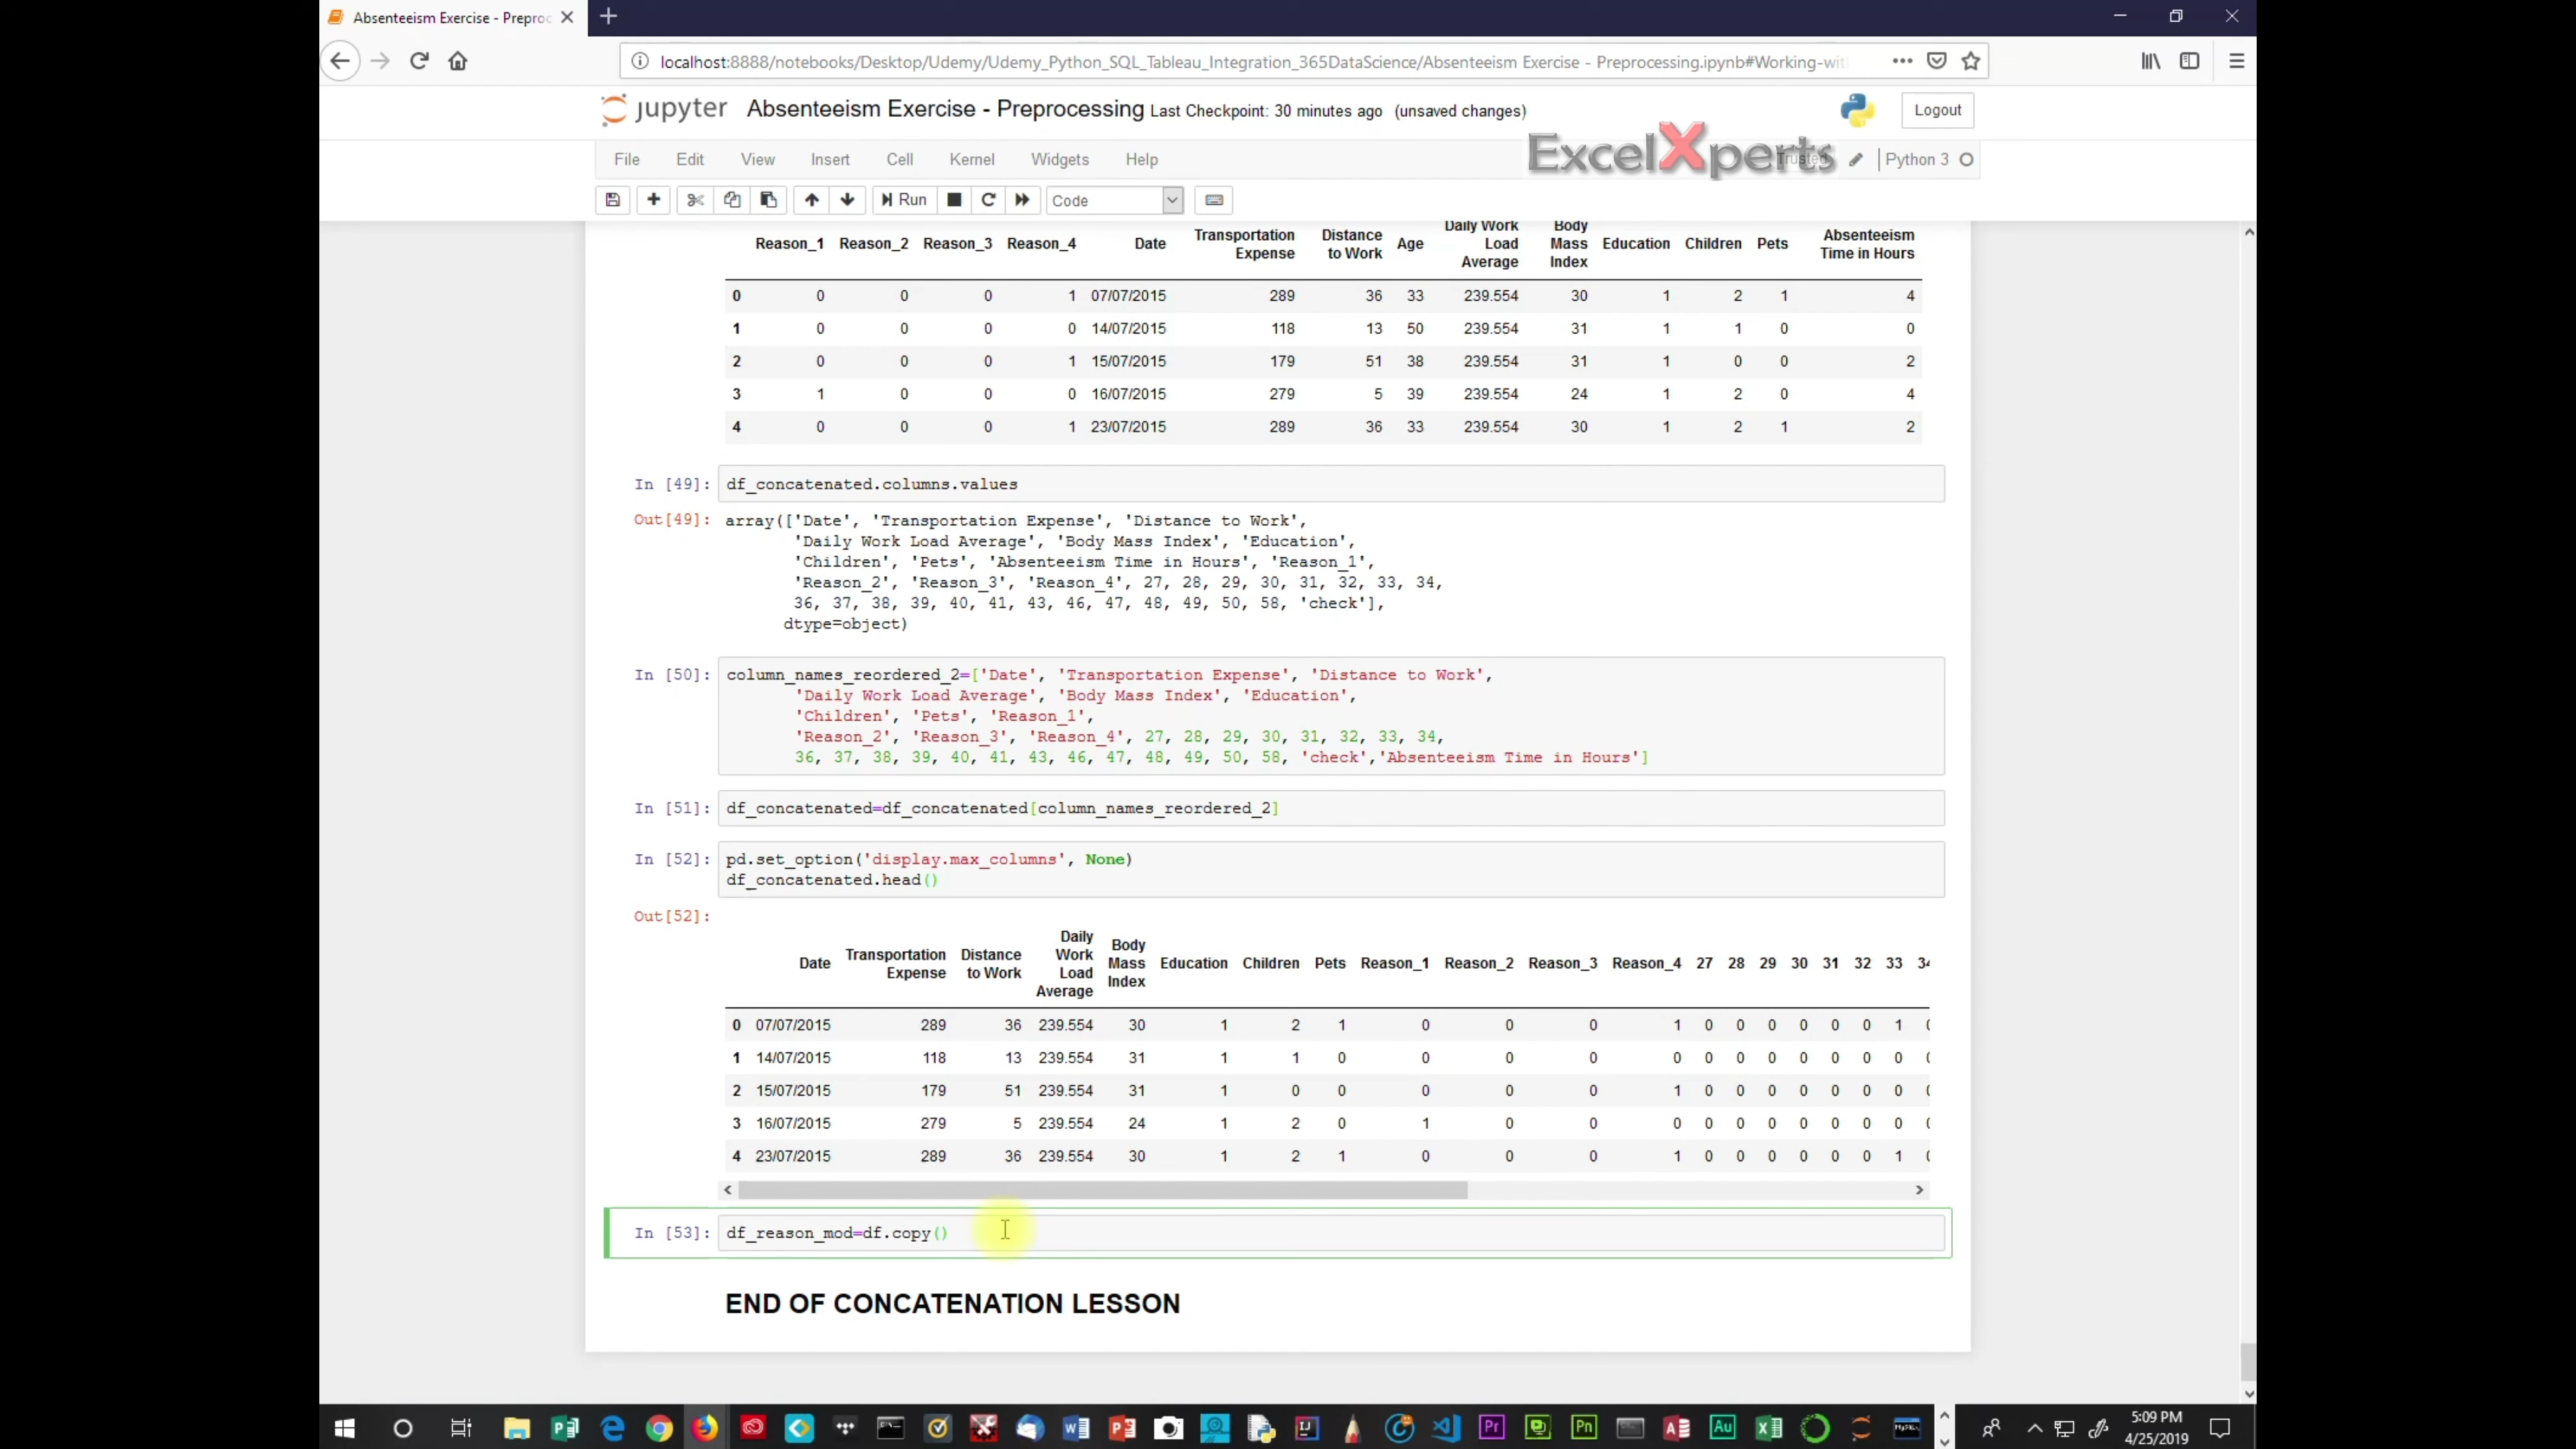 Absenteeism Exercise - Preproc
localhost:8888/notebooks/Desktop/Udemy/Udemy_Python_SQL_Tableau_Integration_365DataScience/Absenteeism Exercise - Preprocessing.ipynb#Working-wit
jupyter Absenteeism Exercise - Preprocessing Last Checkpoint: 30 minutes ago (unsaved changes) Logout
ExcelXperts
File Edit View Insert Cell Kernel Widgets Help Trusted Python 3
Run Code
Reason_1 Reason_2 Reason_3 Reason_4 Date Transportation Expense Distance to Work Age Daily Work Load Average Body Mass Index Education Children Pets Absenteeism Time in Hours
0 0 0 0 1 07/07/2015 289 36 33 239.554 30 1 2 1 4
1 0 0 0 0 14/07/2015 118 13 50 239.554 31 1 1 0 0
2 0 0 0 1 15/07/2015 179 51 38 239.554 31 1 0 0 2
3 1 0 0 0 16/07/2015 279 5 39 239.554 24 1 2 0 4
4 0 0 0 1 23/07/2015 289 36 33 239.554 30 1 2 1 2
In [49]: df_concatenated.columns.values
Out[49]: array(['Date', 'Transportation Expense', 'Distance to Work',
'Daily Work Load Average', 'Body Mass Index', 'Education',
'Children', 'Pets', 'Absenteeism Time in Hours', 'Reason_1',
'Reason_2', 'Reason_3', 'Reason_4', 27, 28, 29, 30, 31, 32, 33, 34,
36, 37, 38, 39, 40, 41, 43, 46, 47, 48, 49, 50, 58, 'check'],
dtype=object)
In [50]: column_names_reordered_2=['Date', 'Transportation Expense', 'Distance to Work',
'Daily Work Load Average', 'Body Mass Index', 'Education',
'Children', 'Pets', 'Reason_1',
'Reason_2', 'Reason_3', 'Reason_4', 27, 28, 29, 30, 31, 32, 33, 34,
36, 37, 38, 39, 40, 41, 43, 46, 47, 48, 49, 50, 58, 'check','Absenteeism Time in Hours']
In [51]: df_concatenated=df_concatenated[column_names_reordered_2]
In [52]: pd.set_option('display.max_columns', None)
df_concatenated.head()
Out[52]:
Date Transportation Expense Distance to Work Daily Work Load Average Body Mass Index Education Children Pets Reason_1 Reason_2 Reason_3 Reason_4 27 28 29 30 31 32 33 34
0 07/07/2015 289 36 239.554 30 1 2 1 0 0 0 1 0 0 0 0 0 0 1 0
1 14/07/2015 118 13 239.554 31 1 1 0 0 0 0 0 0 0 0 0 0 0 0 0
2 15/07/2015 179 51 239.554 31 1 0 0 0 0 0 1 0 0 0 0 0 0 0 0
3 16/07/2015 279 5 239.554 24 1 2 0 1 0 0 0 0 0 0 0 0 0 0 0
4 23/07/2015 289 36 239.554 30 1 2 1 0 0 0 1 0 0 0 0 0 0 1 0
In [53]: df_reason_mod=df.copy()
END OF CONCATENATION LESSON
5:09 PM
4/25/2019